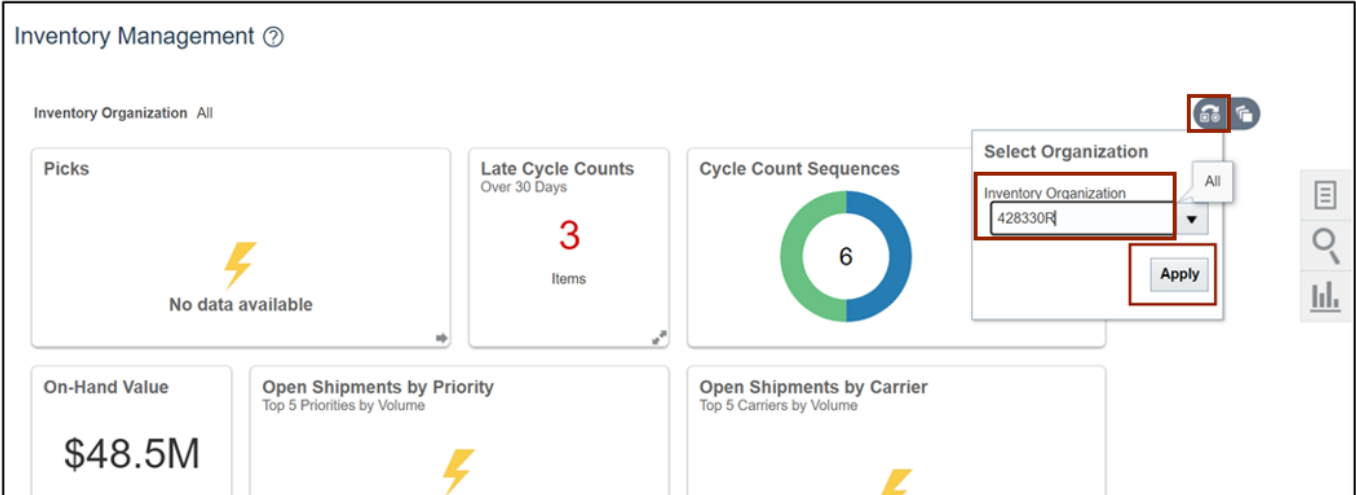 Inventory Management ?
Inventory Organization All
Picks
No data available
Late Cycle Counts
Over 30 Days
3
Items
Cycle Count Sequences
6
Select Organization
All
Inventory Organization
428330R
Apply
On-Hand Value
$48.5M
Open Shipments by Priority
Top 5 Priorities by Volume
Open Shipments by Carrier
Top 5 Carriers by Volume